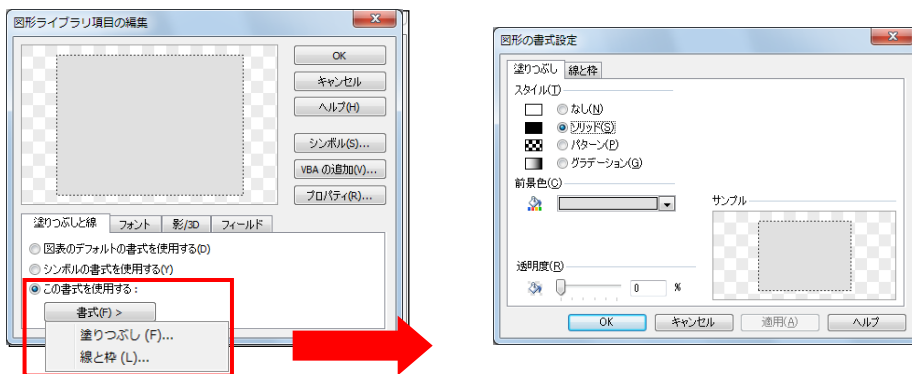 図形ライブラリ項目の編集
OK
キャンセル
ヘルプ(H)
シンボル(S)...
VBA の追加(V)...
プロパティ(R)...
塗りつぶしと線 フォント 影/3D フィールド
図表のデフォルトの書式を使用する(D)
シンボルの書式を使用する(Y)
この書式を使用する :
書式(F) >
塗りつぶし (F)...
線と枠 (L)...
図形の書式設定
塗りつぶし 線と枠
スタイル(T)
なし(N)
ソリッド(S)
パターン(P)
グラデーション(G)
前景色(C)
サンプル
透明度(R)
0 %
OK キャンセル 適用(A) ヘルプ